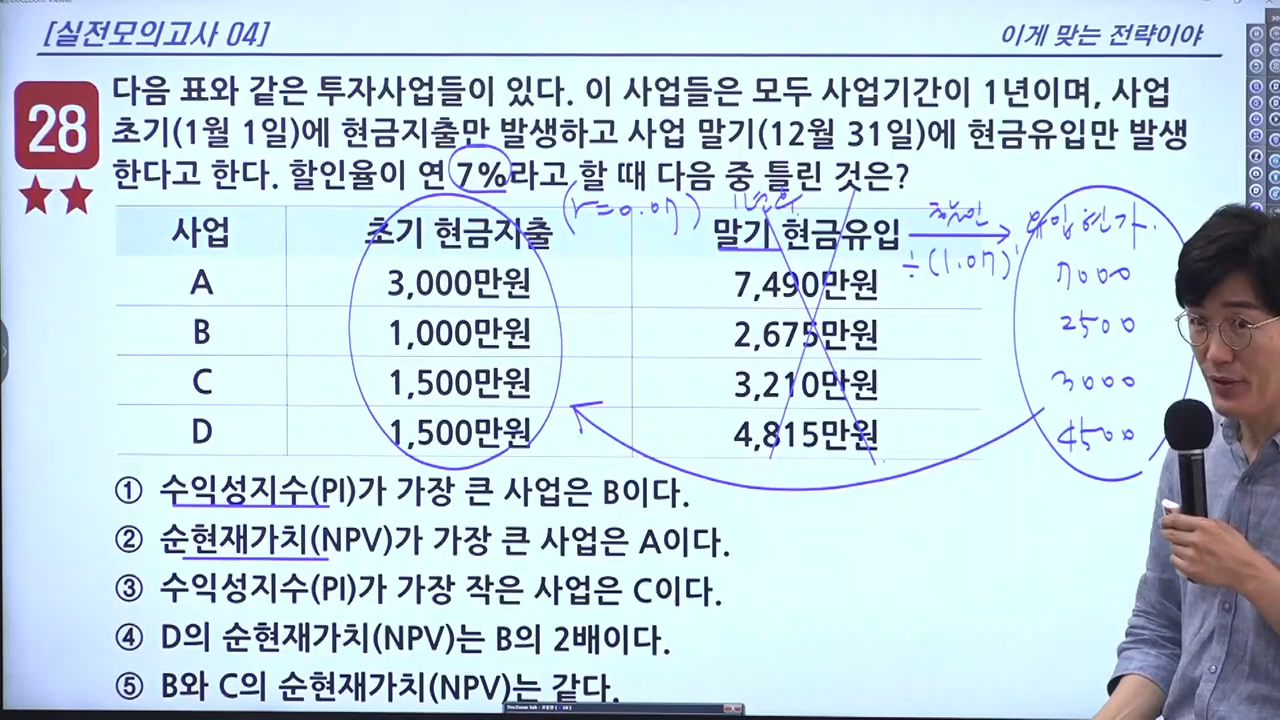 [실전모의고사 04]
이게 맞는 전략이야
28
다음 표와 같은 투자사업들이 있다. 이 사업들은 모두 사업기간이 1년이며, 사업
초기(1월 1일)에 현금지출만 발생하고 사업 말기(12월 31일)에 현금유입만 발생
한다고 한다. 할인율이 연 7%라고 할 때 다음 중 틀린 것은?
(r=0.07) 1년후
사업 초기 현금지출 말기 현금유입 할인 유입현가
÷(1.07)¹
A 3,000만원 7,490만원 7000
B 1,000만원 2,675만원 2500
C 1,500만원 3,210만원 3000
D 1,500만원 4,815만원 4500
① 수익성지수(PI)가 가장 큰 사업은 B이다.
② 순현재가치(NPV)가 가장 큰 사업은 A이다.
③ 수익성지수(PI)가 가장 작은 사업은 C이다.
④ D의 순현재가치(NPV)는 B의 2배이다.
⑤ B와 C의 순현재가치(NPV)는 같다.